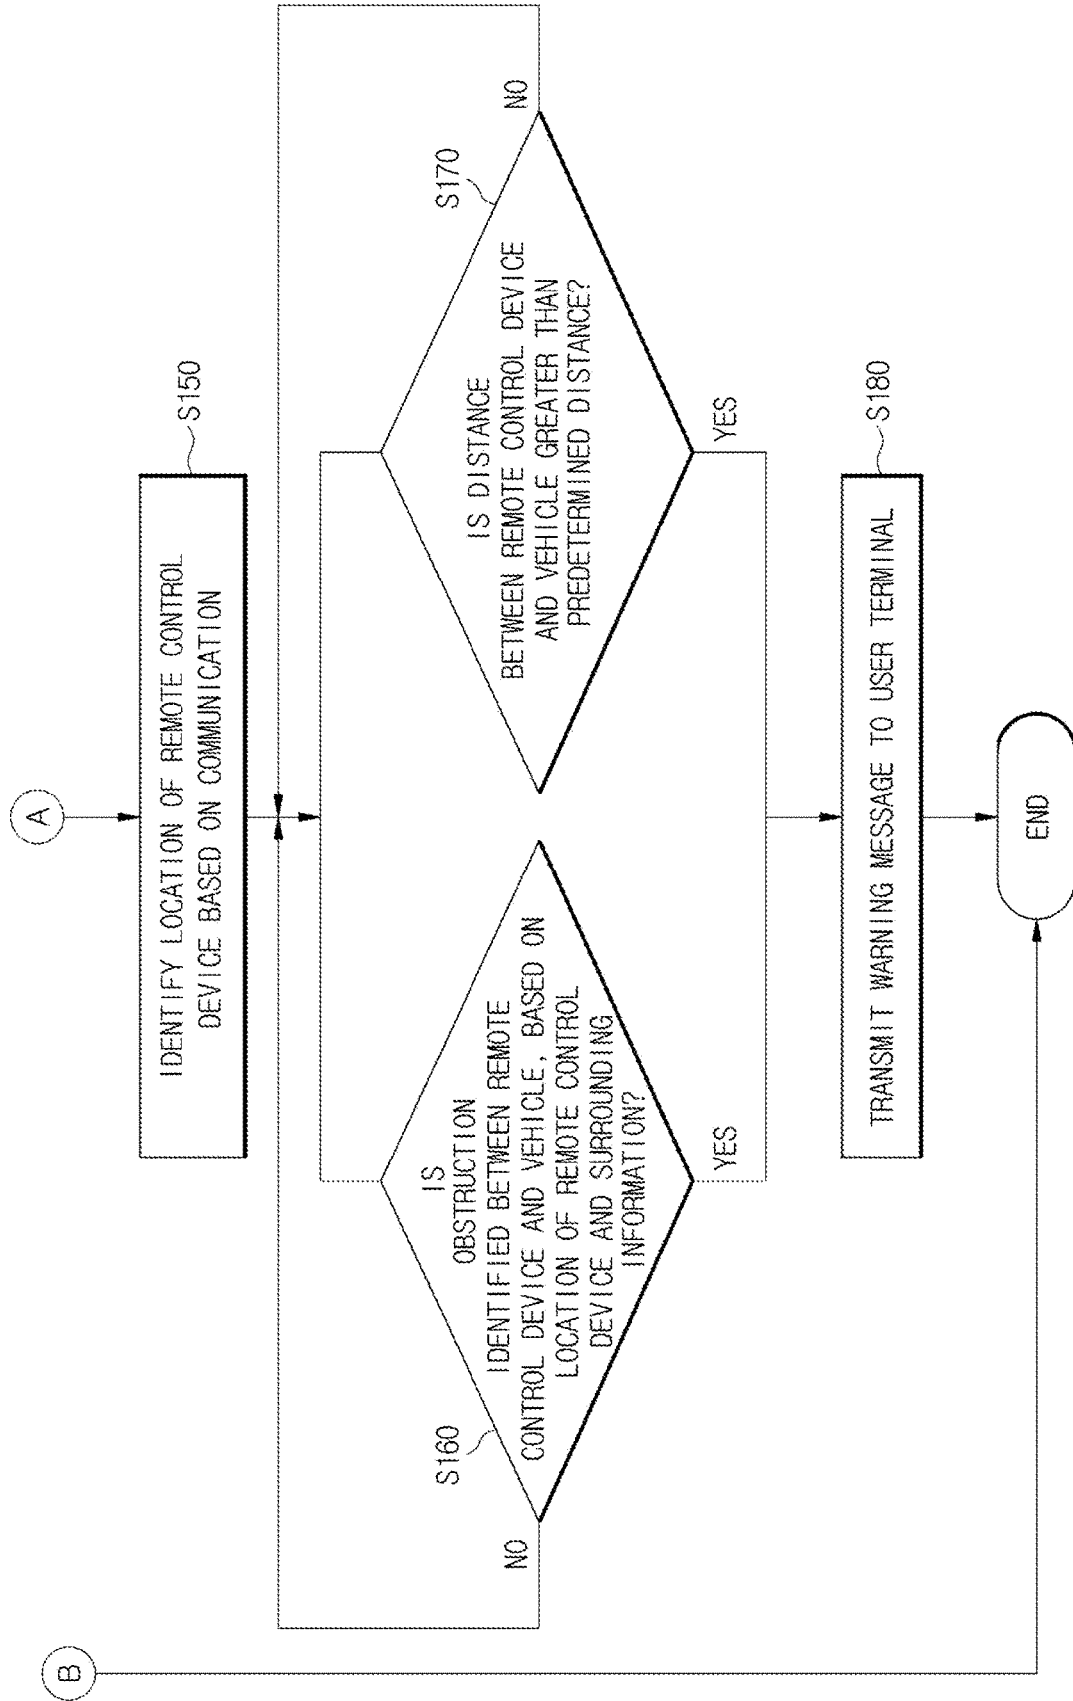 A
IDENTIFY LOCATION OF REMOTE CONTROL
DEVICE BASED ON COMMUNICATION
S150
S160
IS
OBSTRUCTION
IDENTIFIED BETWEEN REMOTE
CONTROL DEVICE AND VEHICLE, BASED ON
LOCATION OF REMOTE CONTROL
DEVICE AND SURROUNDING
INFORMATION?
NO
YES
S170
IS DISTANCE
BETWEEN REMOTE CONTROL DEVICE
AND VEHICLE GREATER THAN
PREDETERMINED DISTANCE?
NO
YES
TRANSMIT WARNING MESSAGE TO USER TERMINAL
S180
B
END